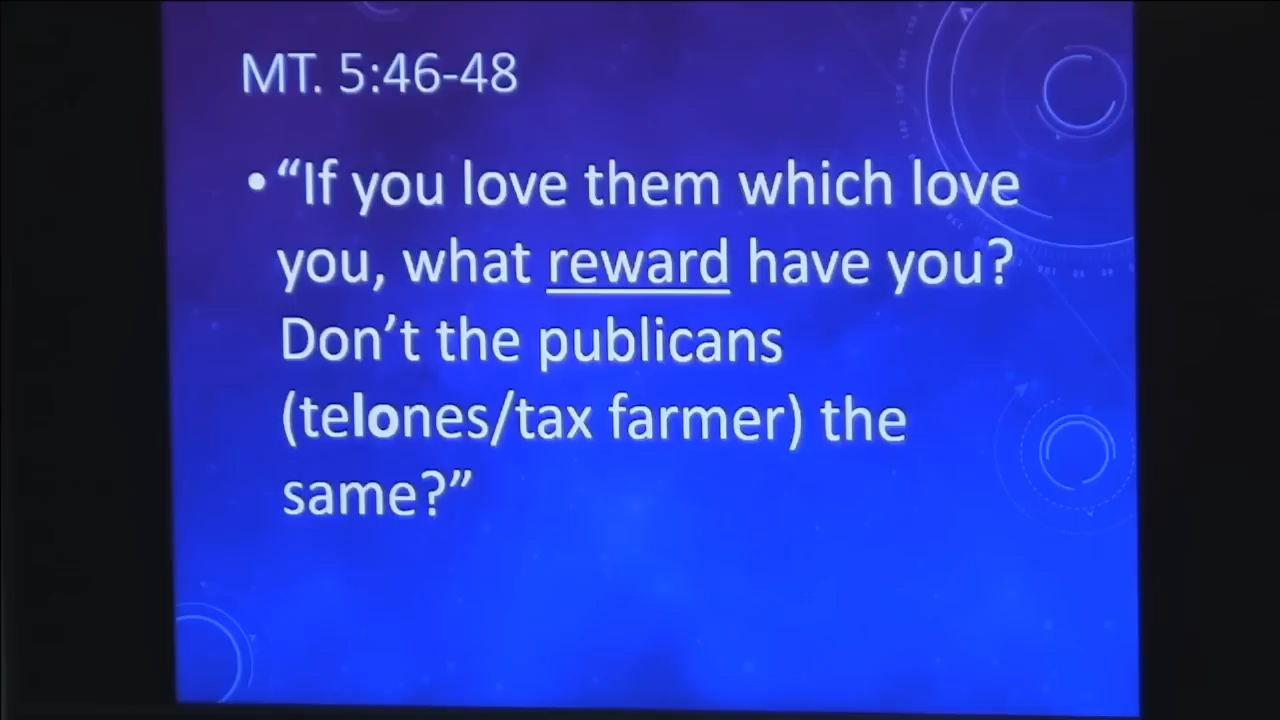 MT. 5:46-48
• “If you love them which love
you, what reward have you?
Don’t the publicans
(telones/tax farmer) the
same?”